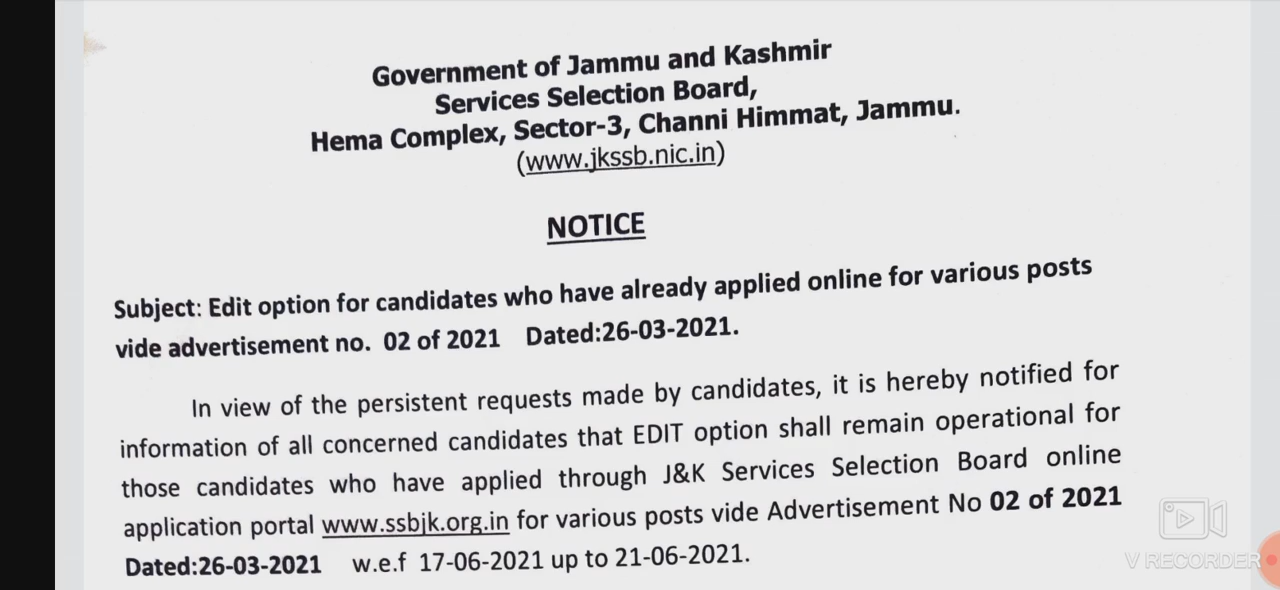 Government of Jammu and Kashmir
Services Selection Board,
Hema Complex, Sector-3, Channi Himmat, Jammu.
(www.jkssb.nic.in)
NOTICE
Subject: Edit option for candidates who have already applied online for various posts
vide advertisement no. 02 of 2021 Dated:26-03-2021.
In view of the persistent requests made by candidates, it is hereby notified for
information of all concerned candidates that EDIT option shall remain operational for
those candidates who have applied through J&K Services Selection Board online
application portal www.ssbjk.org.in for various posts vide Advertisement No 02 of 2021
Dated:26-03-2021 w.e.f 17-06-2021 up to 21-06-2021.
V RECORDER